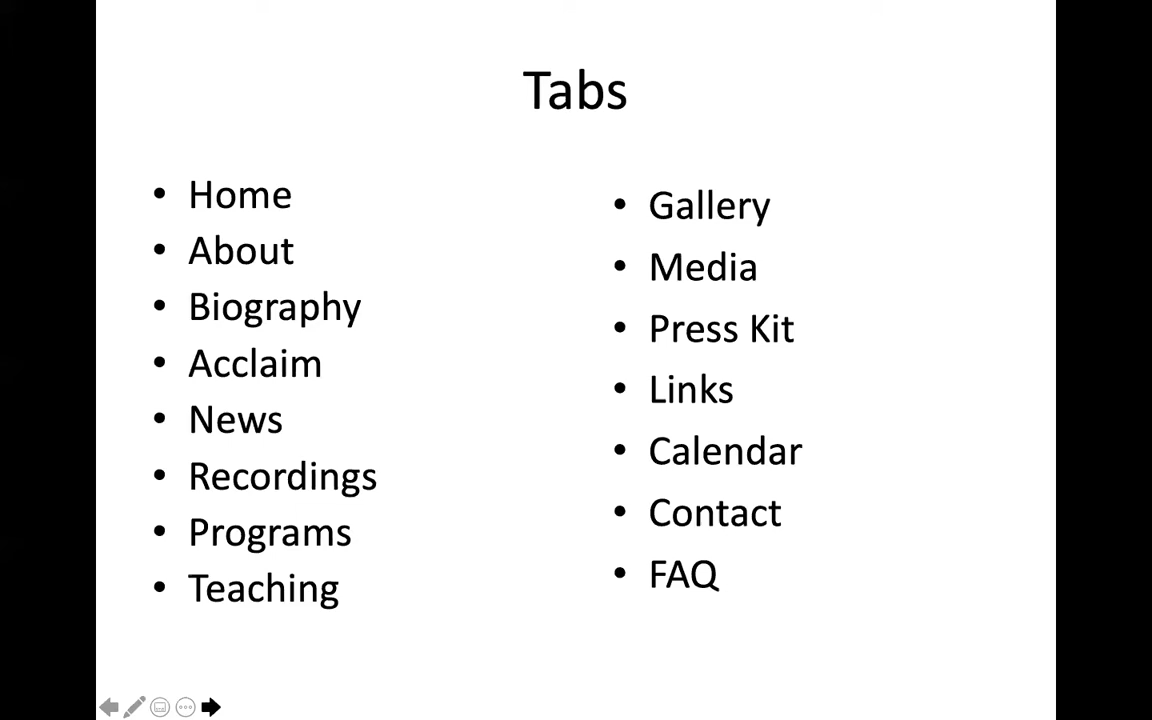 Tabs
• Home
• About
• Biography
• Acclaim
• News
• Recordings
• Programs
• Teaching
• Gallery
• Media
• Press Kit
• Links
• Calendar
• Contact
• FAQ